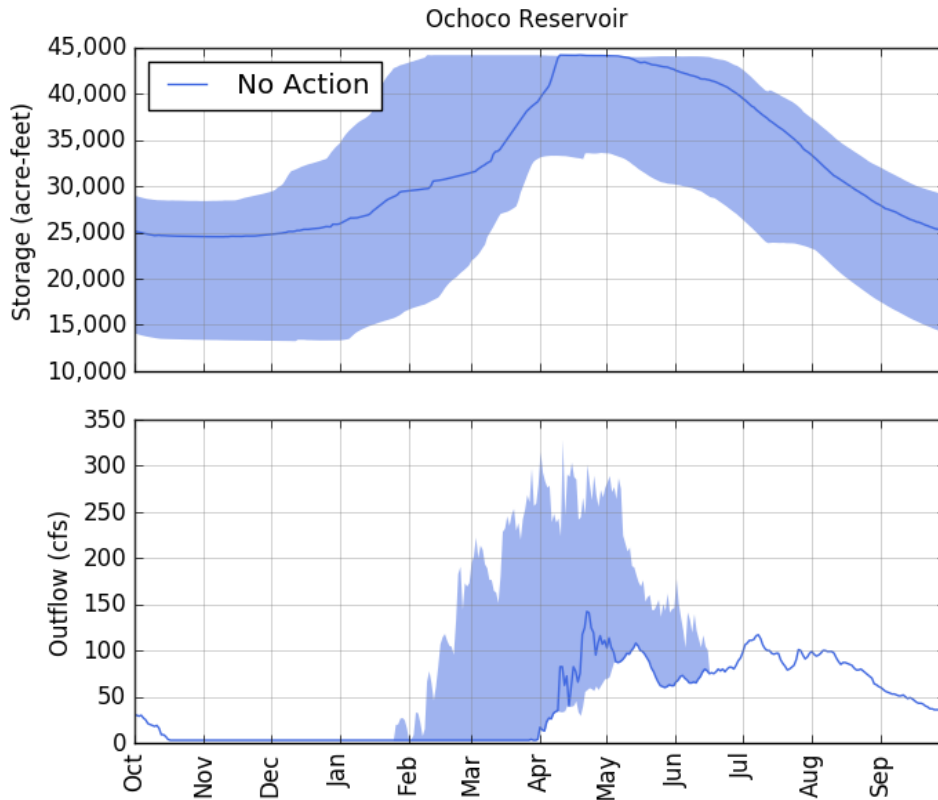 Ochoco Reservoir
Storage (acre-feet)
45,000
40,000
35,000
30,000
25,000
20,000
15,000
10,000
No Action
Outflow (cfs)
350
300
250
200
150
100
50
0
Oct
Nov
Dec
Jan
Feb
Mar
Apr
May
Jun
Jul
Aug
Sep